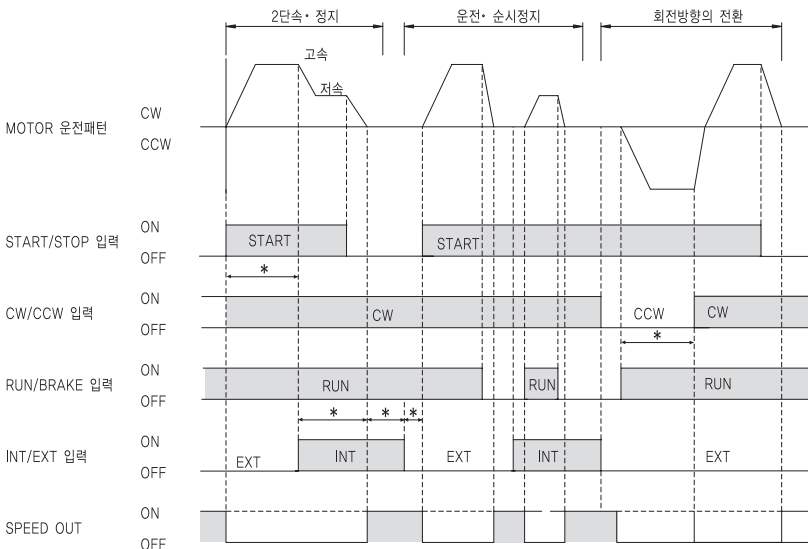 2단속· 정지
운전· 순시정지
회전방향의 전환
고속
저속
MOTOR 운전패턴
CW
CCW
START/STOP 입력
ON
OFF
START
START
*
CW/CCW 입력
ON
OFF
CW
CCW
CW
*
RUN/BRAKE 입력
ON
OFF
RUN
RUN
RUN
* * *
INT/EXT 입력
ON
OFF
EXT
INT
EXT
INT
EXT
SPEED OUT
ON
OFF